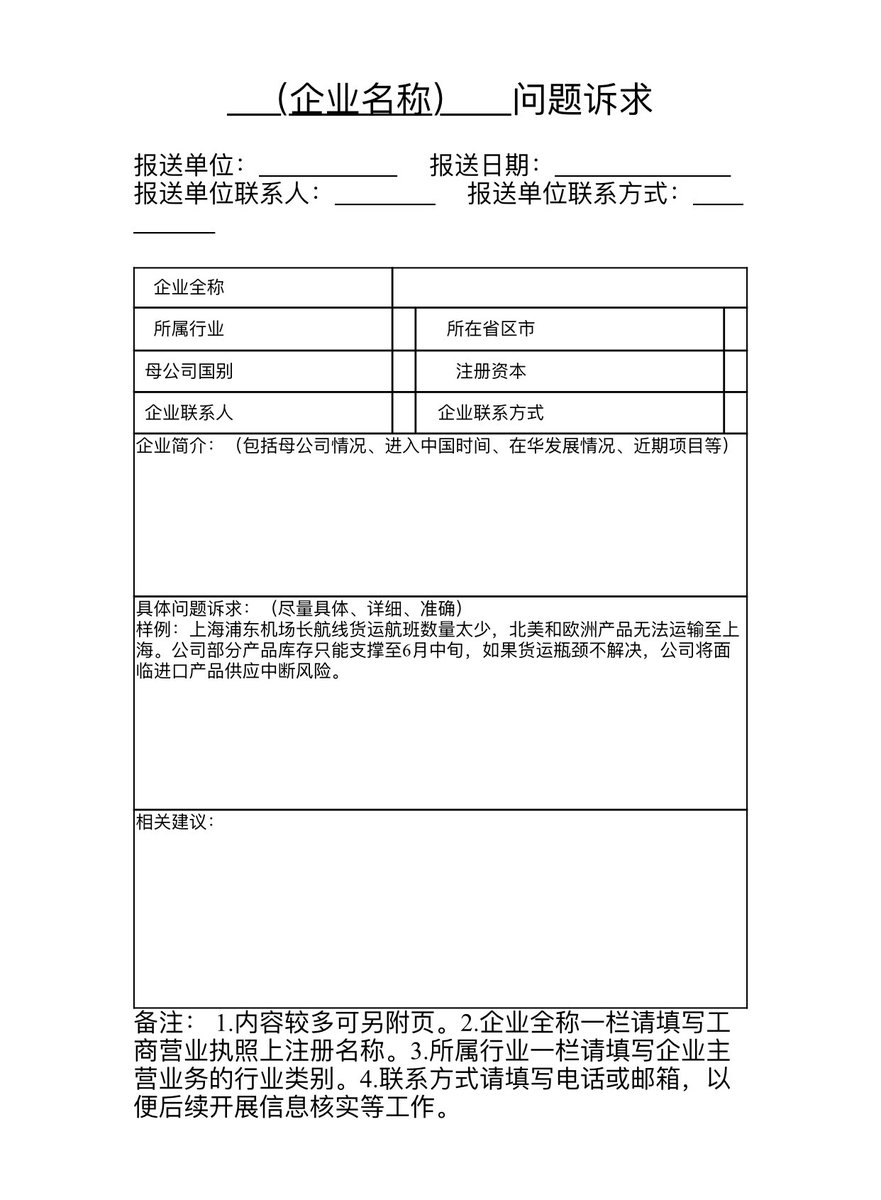 ___（企业名称）____问题诉求
报送单位：___________ 报送日期：______________
报送单位联系人：________ 报送单位联系方式：____
_______
企业全称
所属行业 所在省区市
母公司国别 注册资本
企业联系人 企业联系方式
企业简介：（包括母公司情况、进入中国时间、在华发展情况、近期项目等）
具体问题诉求：（尽量具体、详细、准确）
样例：上海浦东机场长航线货运航班数量太少，北美和欧洲产品无法运输至上
海。公司部分产品库存只能支撑至6月中旬，如果货运瓶颈不解决，公司将面
临进口产品供应中断风险。
相关建议：
备注： 1.内容较多可另附页。2.企业全称一栏请填写工
商营业执照上注册名称。3.所属行业一栏请填写企业主
营业务的行业类别。4.联系方式请填写电话或邮箱，以
便后续开展信息核实等工作。